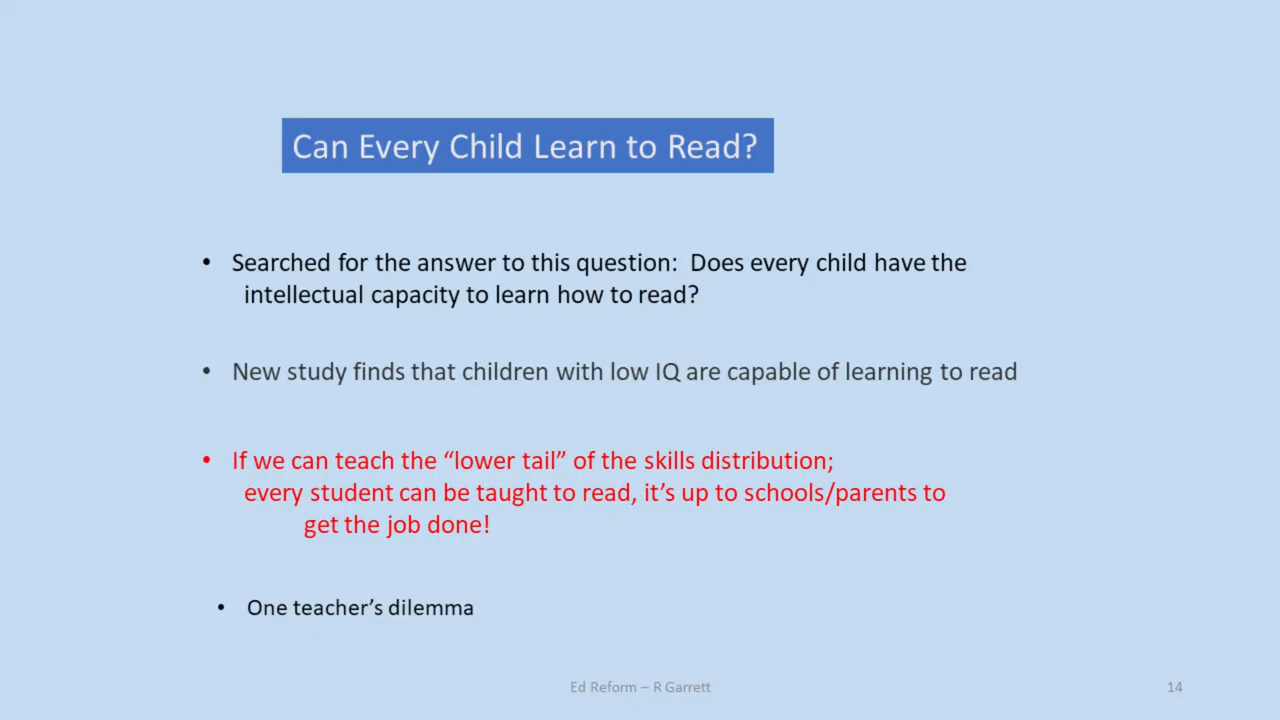 Can Every Child Learn to Read?
• Searched for the answer to this question:  Does every child have the
intellectual capacity to learn how to read?
• New study finds that children with low IQ are capable of learning to read
• If we can teach the “lower tail” of the skills distribution;
every student can be taught to read, it’s up to schools/parents to
get the job done!
• One teacher’s dilemma
Ed Reform – R Garrett
14